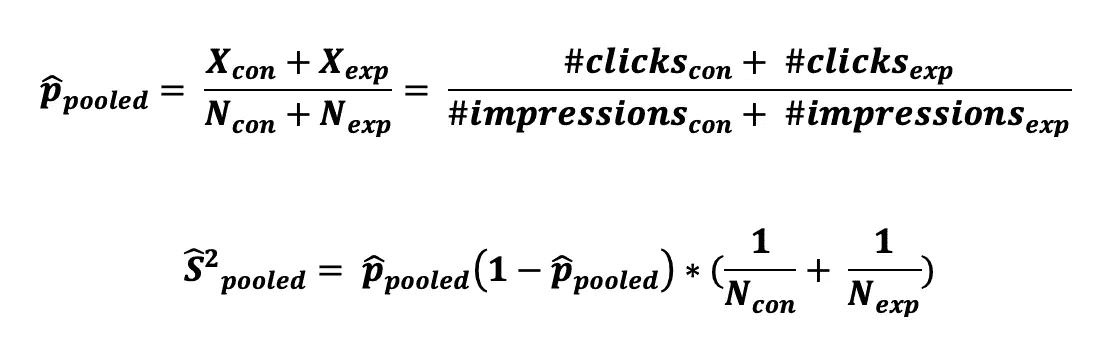 p̂_pooled = (X_con + X_exp) / (N_con + N_exp) = (#clicks_con + #clicks_exp) / (#impressions_con + #impressions_exp)
Ŝ²_pooled = p̂_pooled(1 − p̂_pooled) * (1/N_con + 1/N_exp)